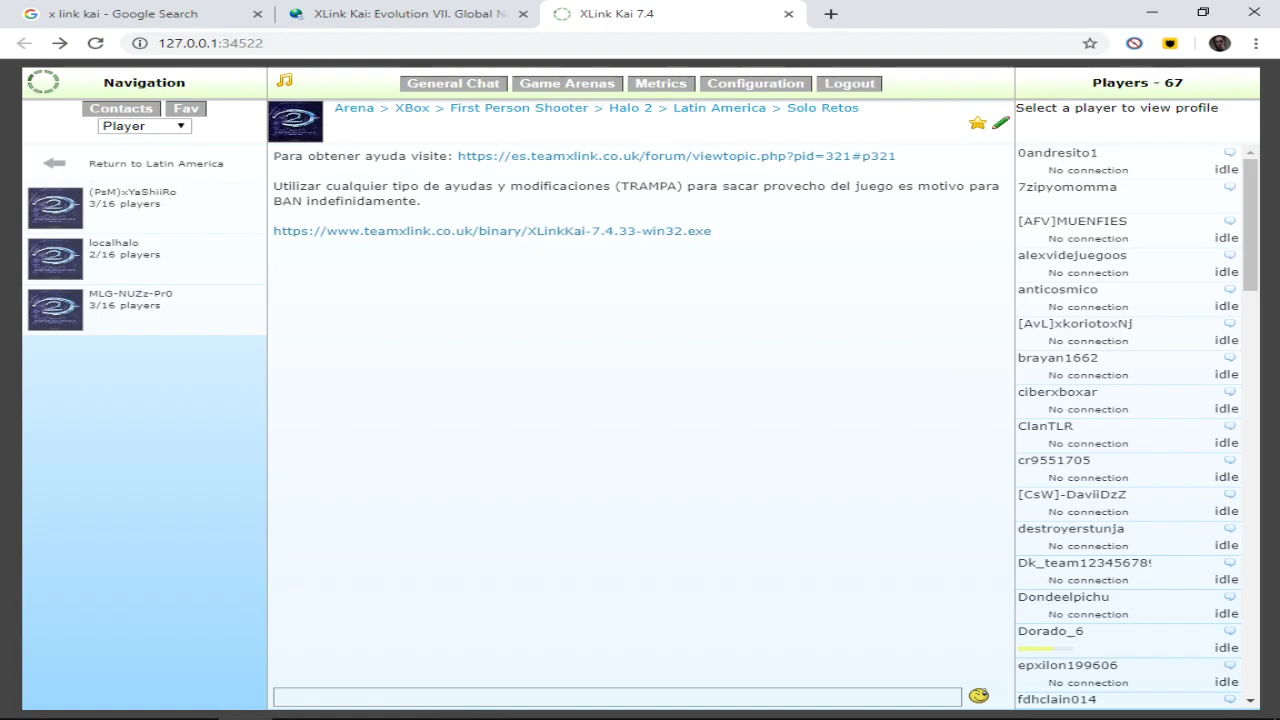 x link kai - Google Search
XLink Kai: Evolution VII. Global N
XLink Kai 7.4
127.0.0.1:34522
Navigation
General Chat
Game Arenas
Metrics
Configuration
Logout
Players - 67
Contacts
Fav
Player
Arena > XBox > First Person Shooter > Halo 2 > Latin America > Solo Retos
Select a player to view profile
Return to Latin America
(PsM)xYaShiiRo
3/16 players
localhalo
2/16 players
MLG-NUZz-Pr0
3/16 players
Para obtener ayuda visite: https://es.teamxlink.co.uk/forum/viewtopic.php?pid=321#p321
Utilizar cualquier tipo de ayudas y modificaciones (TRAMPA) para sacar provecho del juego es motivo para
BAN indefinidamente.
https://www.teamxlink.co.uk/binary/XLinkKai-7.4.33-win32.exe
0andresito1
No connection idle
7zipyomomma
[AFV]MUENFIES
No connection idle
alexvidejuegoos
No connection idle
anticosmico
No connection idle
[AvL]xkoriotoxNj
No connection idle
brayan1662
No connection idle
ciberxboxar
No connection idle
ClanTLR
No connection idle
cr9551705
No connection idle
[CsW]-DaviiDzZ
No connection idle
destroyerstunja
No connection idle
Dk_team123456789
No connection idle
Dondeelpichu
No connection idle
Dorado_6
idle
epxilon199606
No connection idle
fdhclain014